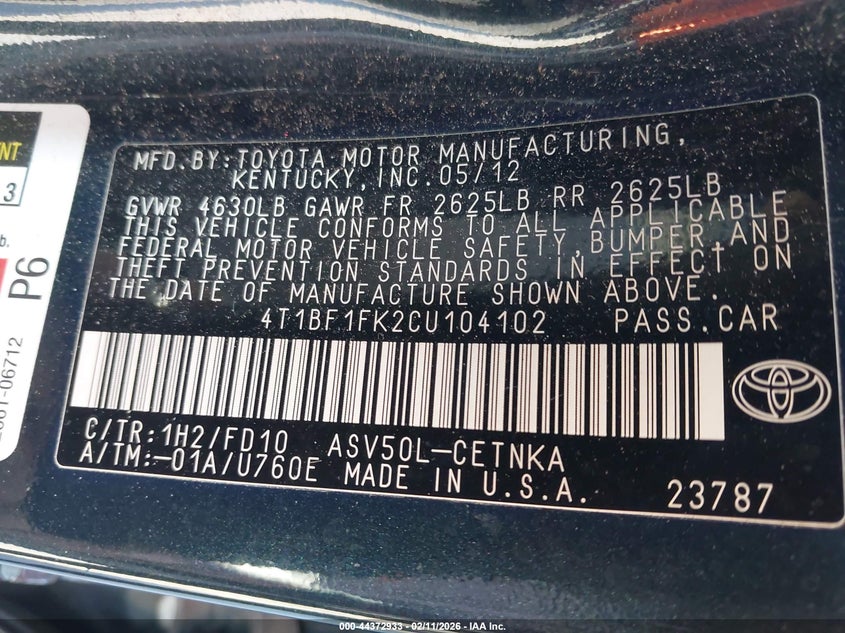 NT
3
b.
P6
06712
MFD.BY:TOYOTA MOTOR MANUFACTURING,
KENTUCKY,INC.05/12
GVWR 4630LB GAWR FR 2625LB RR 2625LB
THIS VEHICLE CONFORMS TO ALL APPLICABLE
FEDERAL MOTOR VEHICLE SAFETY,BUMPER,AND
THEFT PREVENTION STANDARDS IN EFFECT ON
THE DATE OF MANUFACTURE SHOWN ABOVE.
4T1BF1FK2CU104102 PASS.CAR
C/TR:1H2/FD10 ASV50L-CETNKA
A/TM:-01A/U760E MADE IN U.S.A.
23787
000-44372933 - 02/11/2026 - IAA Inc.